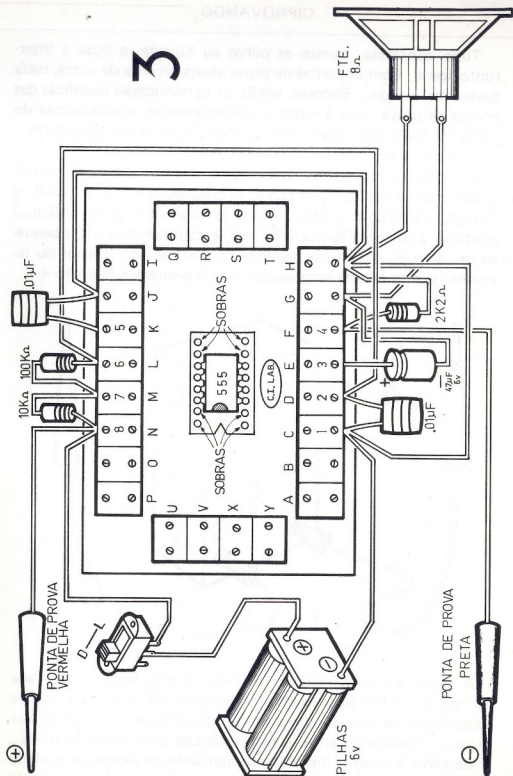 3
FTE.
8Ω
.01µF
100KΩ
10KΩ
I
J
K
L
M
N
O
P
5
6
7
8
Q
R
S
T
U
V
X
Y
SOBRAS
555
SOBRAS
C.I. LAB.
H
G
F
E
D
C
B
A
4
3
2
1
2K2Ω
+
47µF
6v
.01µF
D—L
PILHAS
6v
+
−
PONTA DE PROVA
VERMELHA
+
PONTA DE PROVA
PRETA
−